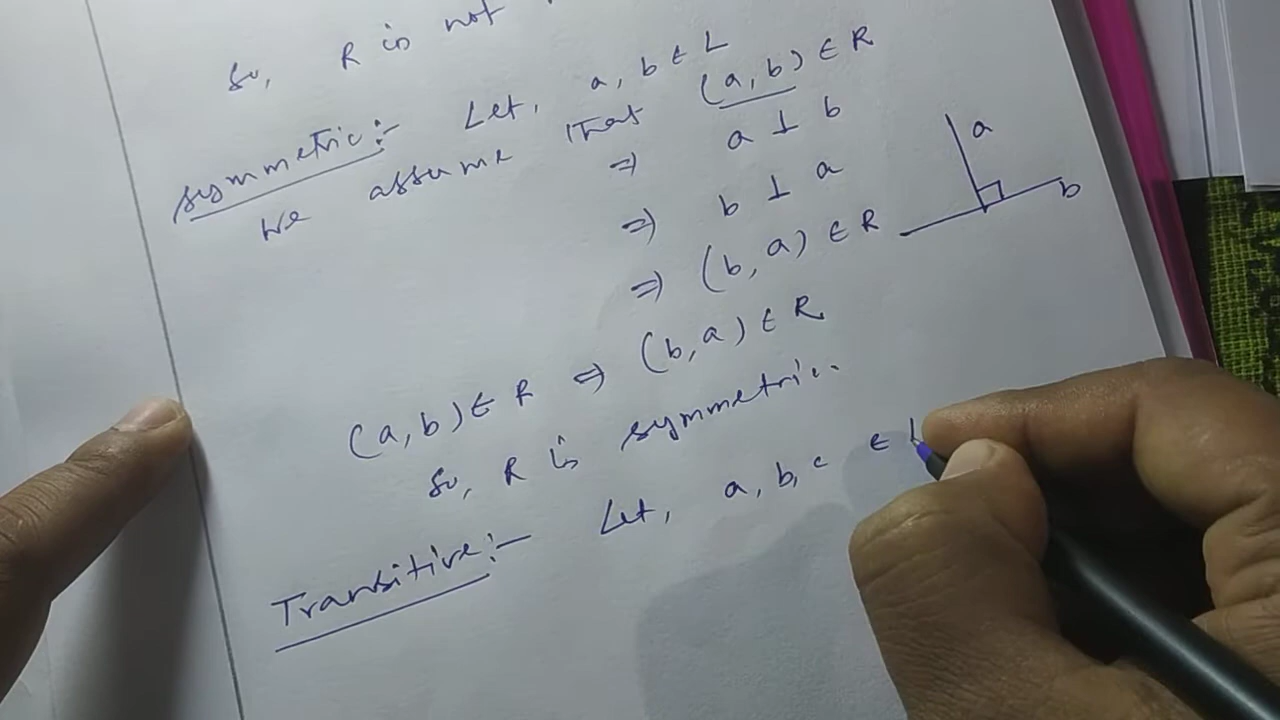 So, R is not
Symmetric:- Let, a, b ∈ L
We assume that (a, b) ∈ R
⇒ a ⊥ b
⇒ b ⊥ a
⇒ (b, a) ∈ R
a
b
(a, b) ∈ R ⇒ (b, a) ∈ R
So, R is symmetric.
Transitive:- Let, a, b, c ∈